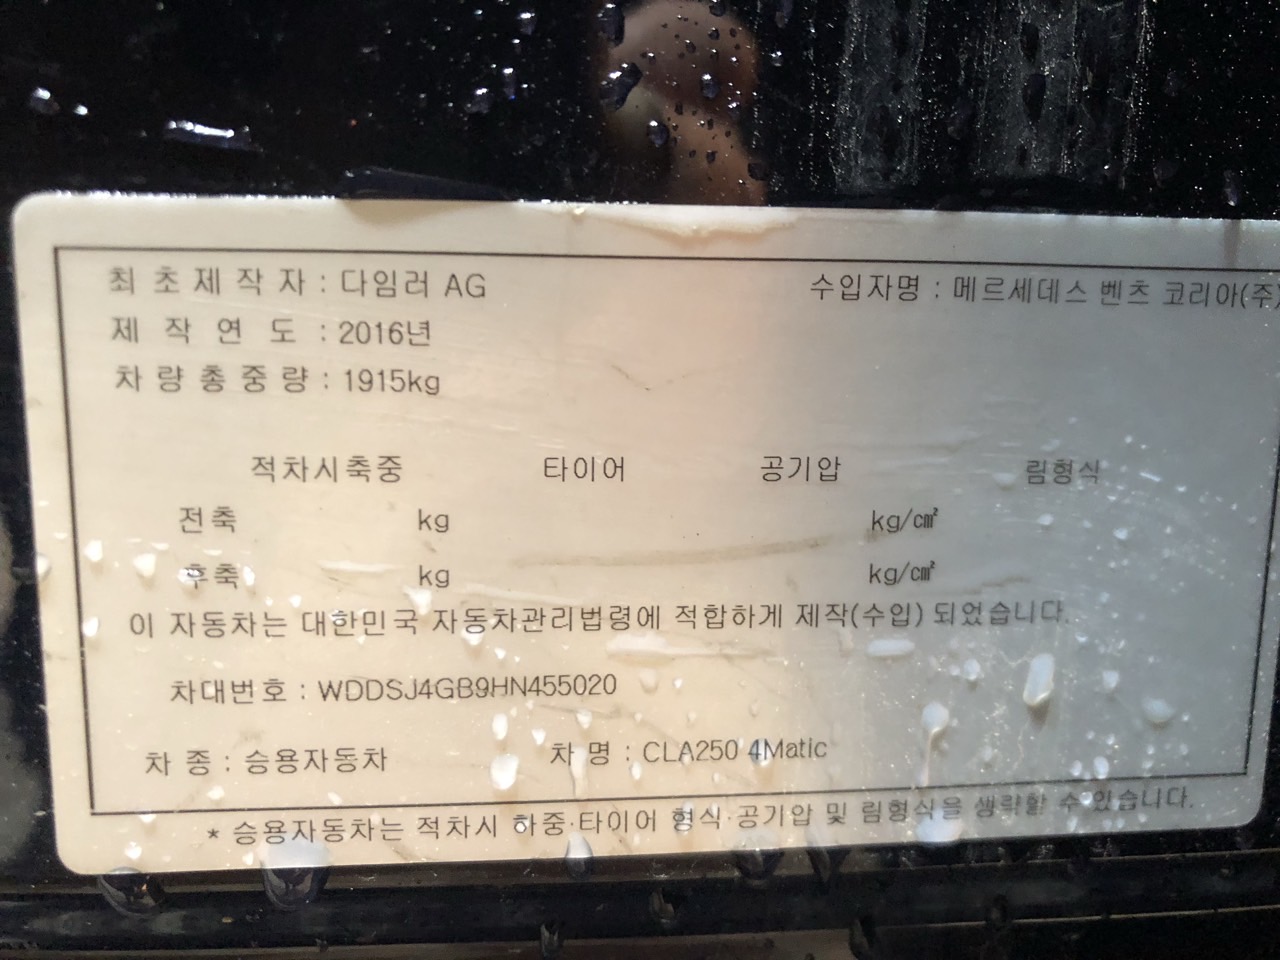 최초제작자 : 다임러 AG 수입자명 : 메르세데스 벤츠 코리아(주)
제작연도 : 2016년
차량총중량 : 1915kg
적차시축중 타이어 공기압 림형식
전축 kg kg/㎠
후축 kg kg/㎠
이 자동차는 대한민국 자동차관리법령에 적합하게 제작(수입) 되었습니다.
차대번호 : WDDSJ4GB9HN455020
차 종 : 승용자동차 차 명 : CLA250 4Matic
* 승용자동차는 적차시 하중·타이어 형식·공기압 및 림형식을 생략할 수 있습니다.